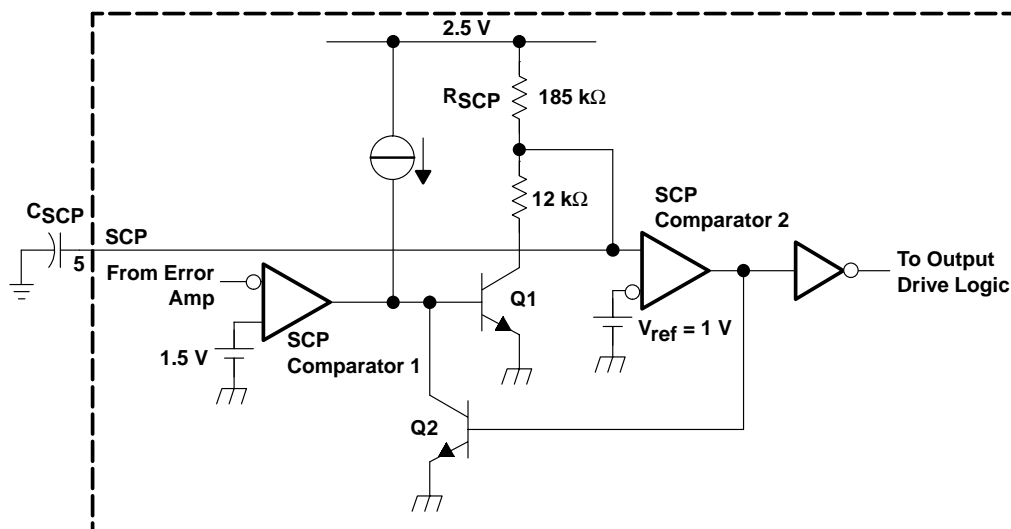 2.5 V
RSCP
185 kΩ
12 kΩ
CSCP
5
SCP
SCP
Comparator 2
From Error
Amp
Q1
To Output
Drive Logic
Vref = 1 V
1.5 V
SCP
Comparator 1
Q2